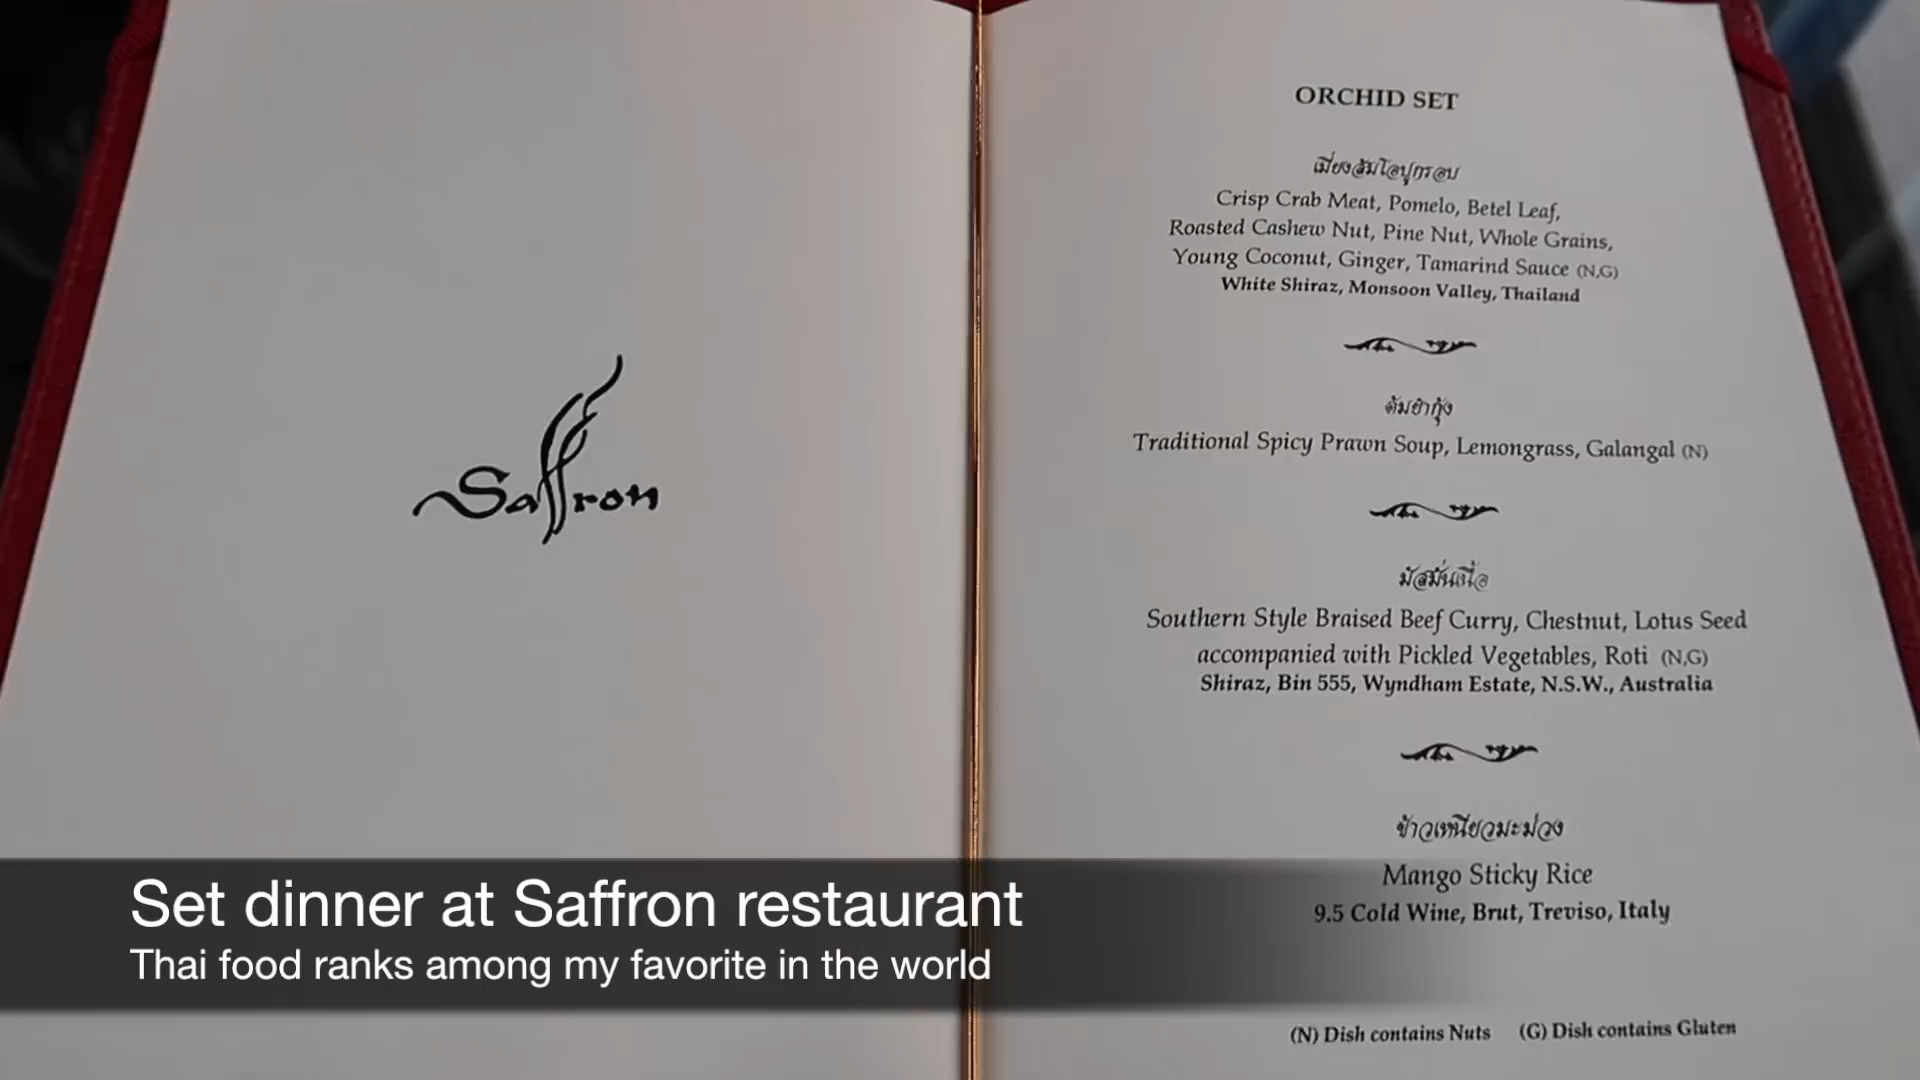 Saffron
ORCHID SET
เมี่ยงส้มโอปูกรอบ
Crisp Crab Meat, Pomelo, Betel Leaf,
Roasted Cashew Nut, Pine Nut, Whole Grains,
Young Coconut, Ginger, Tamarind Sauce (N,G)
White Shiraz, Monsoon Valley, Thailand
ต้มยำกุ้ง
Traditional Spicy Prawn Soup, Lemongrass, Galangal (N)
มัสมั่นเนื้อ
Southern Style Braised Beef Curry, Chestnut, Lotus Seed
accompanied with Pickled Vegetables, Roti (N,G)
Shiraz, Bin 555, Wyndham Estate, N.S.W., Australia
ข้าวเหนียวมะม่วง
Mango Sticky Rice
9.5 Cold Wine, Brut, Treviso, Italy
(N) Dish contains Nuts (G) Dish contains Gluten
Set dinner at Saffron restaurant
Thai food ranks among my favorite in the world